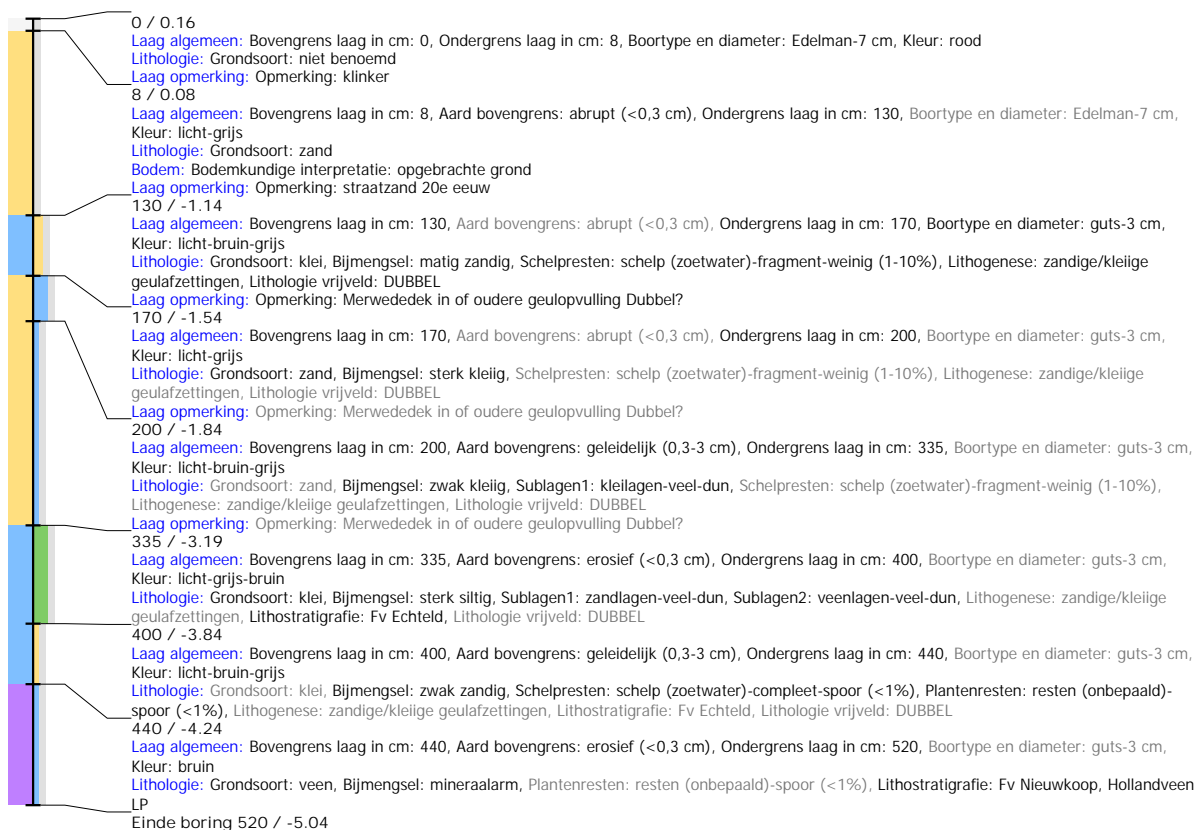 0 / 0.16
Laag algemeen: Bovengrens laag in cm: 0, Ondergrens laag in cm: 8, Boortype en diameter: Edelman-7 cm, Kleur: rood
Lithologie: Grondsoort: niet benoemd
Laag opmerking: Opmerking: klinker
8 / 0.08
Laag algemeen: Bovengrens laag in cm: 8, Aard bovengrens: abrupt (<0,3 cm), Ondergrens laag in cm: 130, Boortype en diameter: Edelman-7 cm,
Kleur: licht-grijs
Lithologie: Grondsoort: zand
Bodem: Bodemkundige interpretatie: opgebrachte grond
Laag opmerking: Opmerking: straatzand 20e eeuw
130 / -1.14
Laag algemeen: Bovengrens laag in cm: 130, Aard bovengrens: abrupt (<0,3 cm), Ondergrens laag in cm: 170, Boortype en diameter: guts-3 cm,
Kleur: licht-bruin-grijs
Lithologie: Grondsoort: klei, Bijmengsel: matig zandig, Schelpresten: schelp (zoetwater)-fragment-weinig (1-10%), Lithogenese: zandige/kleiige
geulafzettingen, Lithologie vrijveld: DUBBEL
Laag opmerking: Opmerking: Merwededek in of oudere geulopvulling Dubbel?
170 / -1.54
Laag algemeen: Bovengrens laag in cm: 170, Aard bovengrens: abrupt (<0,3 cm), Ondergrens laag in cm: 200, Boortype en diameter: guts-3 cm,
Kleur: licht-grijs
Lithologie: Grondsoort: zand, Bijmengsel: sterk kleiig, Schelpresten: schelp (zoetwater)-fragment-weinig (1-10%), Lithogenese: zandige/kleiige
geulafzettingen, Lithologie vrijveld: DUBBEL
Laag opmerking: Opmerking: Merwededek in of oudere geulopvulling Dubbel?
200 / -1.84
Laag algemeen: Bovengrens laag in cm: 200, Aard bovengrens: geleidelijk (0,3-3 cm), Ondergrens laag in cm: 335, Boortype en diameter: guts-3 cm,
Kleur: licht-bruin-grijs
Lithologie: Grondsoort: zand, Bijmengsel: zwak kleiig, Sublagen1: kleilagen-veel-dun, Schelpresten: schelp (zoetwater)-fragment-weinig (1-10%),
Lithogenese: zandige/kleiige geulafzettingen, Lithologie vrijveld: DUBBEL
Laag opmerking: Opmerking: Merwededek in of oudere geulopvulling Dubbel?
335 / -3.19
Laag algemeen: Bovengrens laag in cm: 335, Aard bovengrens: erosief (<0,3 cm), Ondergrens laag in cm: 400, Boortype en diameter: guts-3 cm,
Kleur: licht-grijs-bruin
Lithologie: Grondsoort: klei, Bijmengsel: sterk siltig, Sublagen1: zandlagen-veel-dun, Sublagen2: veenlagen-veel-dun, Lithogenese: zandige/kleiige
geulafzettingen, Lithostratigrafie: Fv Echteld, Lithologie vrijveld: DUBBEL
400 / -3.84
Laag algemeen: Bovengrens laag in cm: 400, Aard bovengrens: geleidelijk (0,3-3 cm), Ondergrens laag in cm: 440, Boortype en diameter: guts-3 cm,
Kleur: licht-bruin-grijs
Lithologie: Grondsoort: klei, Bijmengsel: zwak zandig, Schelpresten: schelp (zoetwater)-compleet-spoor (<1%), Plantenresten: resten (onbepaald)-
spoor (<1%), Lithogenese: zandige/kleiige geulafzettingen, Lithostratigrafie: Fv Echteld, Lithologie vrijveld: DUBBEL
440 / -4.24
Laag algemeen: Bovengrens laag in cm: 440, Aard bovengrens: erosief (<0,3 cm), Ondergrens laag in cm: 520, Boortype en diameter: guts-3 cm,
Kleur: bruin
Lithologie: Grondsoort: veen, Bijmengsel: mineraalarm, Plantenresten: resten (onbepaald)-spoor (<1%), Lithostratigrafie: Fv Nieuwkoop, Hollandveen
LP
Einde boring 520 / -5.04